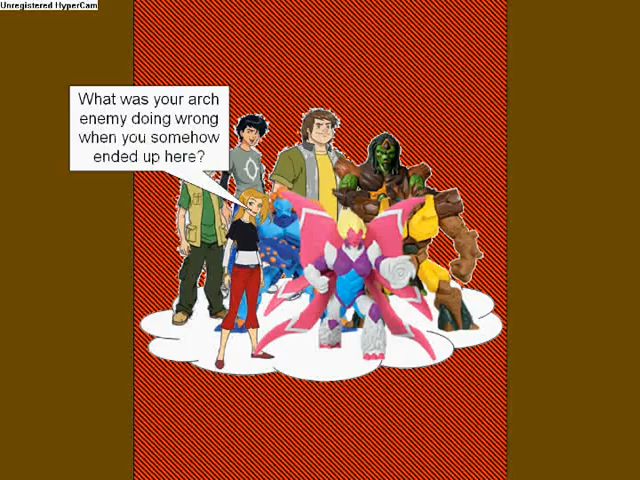 Unregistered HyperCam
What was your arch
enemy doing wrong
when you somehow
ended up here?